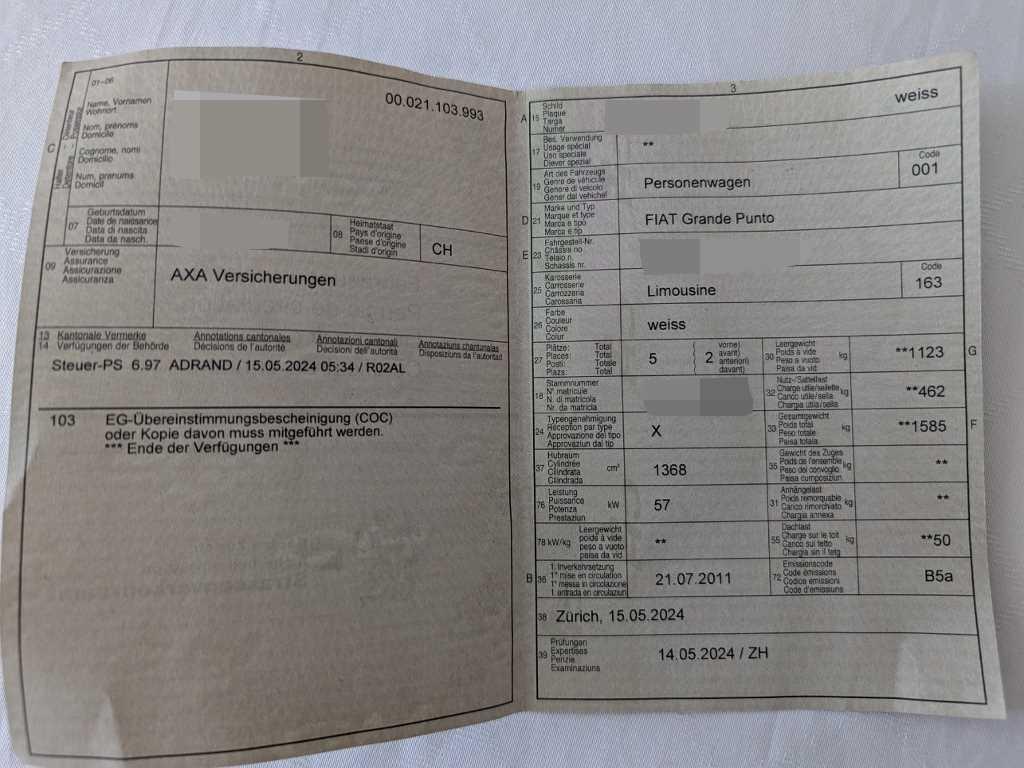 2
01-06
Name, Vornamen
Wohnort
Nom, prénoms
Domicile
Cognome, nomi
Domicilio
Num, prenums
Domicil
C
00.021.103.993
07
Geburtsdatum
Date de naissance
Data di nascita
Data da nasch.
08
Heimatstaat
Pays d'origine
Paese d'origine
Stadi d'origin
CH
09
Versicherung
Assurance
Assicurazione
Assicuranza
AXA Versicherungen
13 Kantonale Vermerke Annotations cantonales Annotazioni cantonali Annotaziuns chantunalas
14 Verfügungen der Behörde Décisions de l'autorité Decisioni dell'autorità Disposiziuns da l'autoritad
Steuer-PS 6.97 ADRAND / 15.05.2024 05:34 / R02AL
103 EG-Übereinstimmungsbescheinigung (COC)
oder Kopie davon muss mitgeführt werden.
*** Ende der Verfügungen ***
3
A 15
Schild
Plaque
Targa
Numer
weiss
17
Bes. Verwendung
Usage spécial
Uso speciale
Diever spezial
**
19
Art des Fahrzeugs
Genre de véhicule
Genere di veicolo
Gener dal vehichel
Personenwagen
Code
001
D 21
Marke und Typ
Marque et type
Marca e tipo
Marca e tip
FIAT Grande Punto
E 23
Fahrgestell-Nr.
Châssis no
Telaio n.
Schassis nr.
25
Karosserie
Carrosserie
Carrozzeria
Carossaria
Limousine
Code
163
26
Farbe
Couleur
Colore
Colur
weiss
27
Plätze: Total
Places: Total
Posti: Totale
Plazs: Total
5
2
vorne)
avant)
anteriori)
davant)
30
Leergewicht
Poids à vide
Peso a vuoto
Paisa da vid
kg
**1123
G
18
Stammnummer
N° matricule
N. di matricola
Nr. da matricla
32
Nutz-/Sattellast
Charge utile/sellette
Carico utile/sella
Chargia utila/sella
kg
**462
24
Typengenehmigung
Réception par type
Approvazione del tipo
Approvaziun dal tip
X
33
Gesamtgewicht
Poids total
Peso totale
Paisa totala
kg
**1585
F
37
Hubraum
Cylindrée
Cilindrata
Cilindrada
cm³
1368
35
Gewicht des Zuges
Poids de l'ensemble
Peso del convoglio
Paisa cumposiziun
kg
**
76
Leistung
Puissance
Potenza
Prestaziun
kW
57
31
Anhängelast
Poids remorquable
Carico rimorchiato
Chargia annexa
kg
**
78 kW/kg
Leergewicht
poids à vide
peso a vuoto
paisa da vid
**
55
Dachlast
Charge sur le toit
Carico sul tetto
Chargia sin il tetg
kg
**50
B 36
1. Inverkehrsetzung
1re mise en circulation
1a messa in circolazione
1. entrada en circulaziun
21.07.2011
72
Emissionscode
Code émissions
Codice emissioni
Code d'emissiuns
B5a
38 Zürich, 15.05.2024
39
Prüfungen
Expertises
Perizie
Examinaziuns
14.05.2024 / ZH